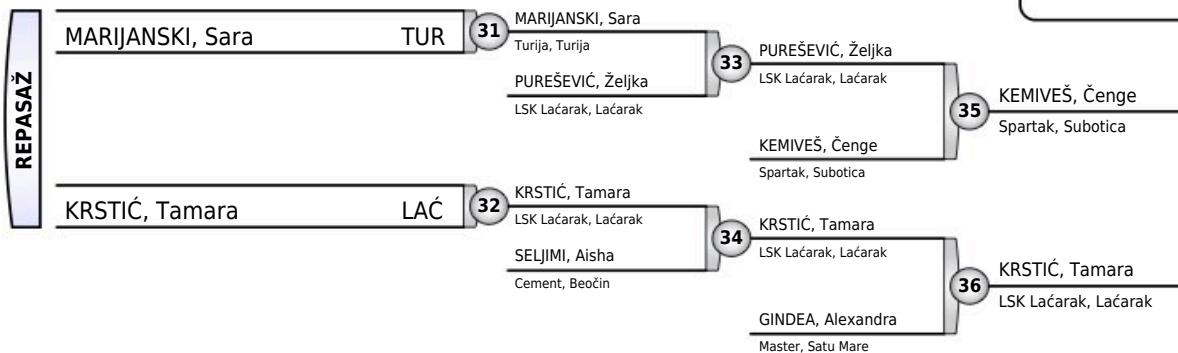 REPASAŽ
MARIJANSKI, Sara TUR
31
MARIJANSKI, Sara
Turija, Turija
PUREŠEVIĆ, Željka
LSK Laćarak, Laćarak
33
PUREŠEVIĆ, Željka
LSK Laćarak, Laćarak
KEMIVEŠ, Čenge
Spartak, Subotica
35
KEMIVEŠ, Čenge
Spartak, Subotica
KRSTIĆ, Tamara LAĆ
32
KRSTIĆ, Tamara
LSK Laćarak, Laćarak
SELJIMI, Aisha
Cement, Beočin
34
KRSTIĆ, Tamara
LSK Laćarak, Laćarak
GINDEA, Alexandra
Master, Satu Mare
36
KRSTIĆ, Tamara
LSK Laćarak, Laćarak